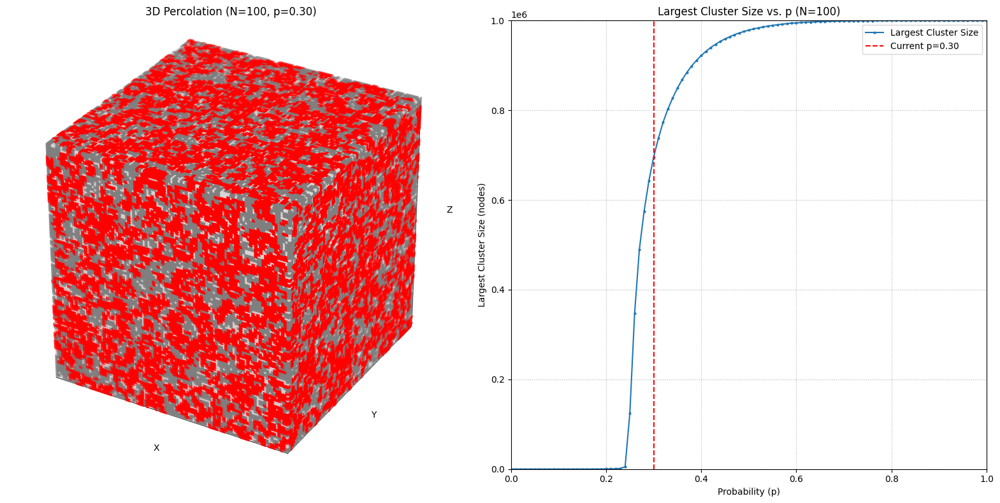 3D Percolation (N=100, p=0.30)
Z
Y
X
Largest Cluster Size vs. p (N=100)
1e6
1.0
0.8
0.6
0.4
0.2
0.0
Largest Cluster Size (nodes)
Largest Cluster Size
Current p=0.30
0.0 0.2 0.4 0.6 0.8 1.0
Probability (p)